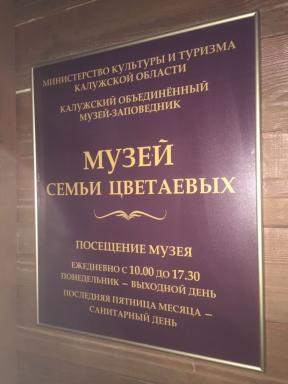 МИНИСТЕРСТВО КУЛЬТУРЫ И ТУРИЗМА
КАЛУЖСКОЙ ОБЛАСТИ
КАЛУЖСКИЙ ОБЪЕДИНЁННЫЙ
МУЗЕЙ-ЗАПОВЕДНИК
МУЗЕЙ
СЕМЬИ ЦВЕТАЕВЫХ
ПОСЕЩЕНИЕ МУЗЕЯ
ЕЖЕДНЕВНО С 10.00 ДО 17.30
ПОНЕДЕЛЬНИК – ВЫХОДНОЙ ДЕНЬ
ПОСЛЕДНЯЯ ПЯТНИЦА МЕСЯЦА –
САНИТАРНЫЙ ДЕНЬ